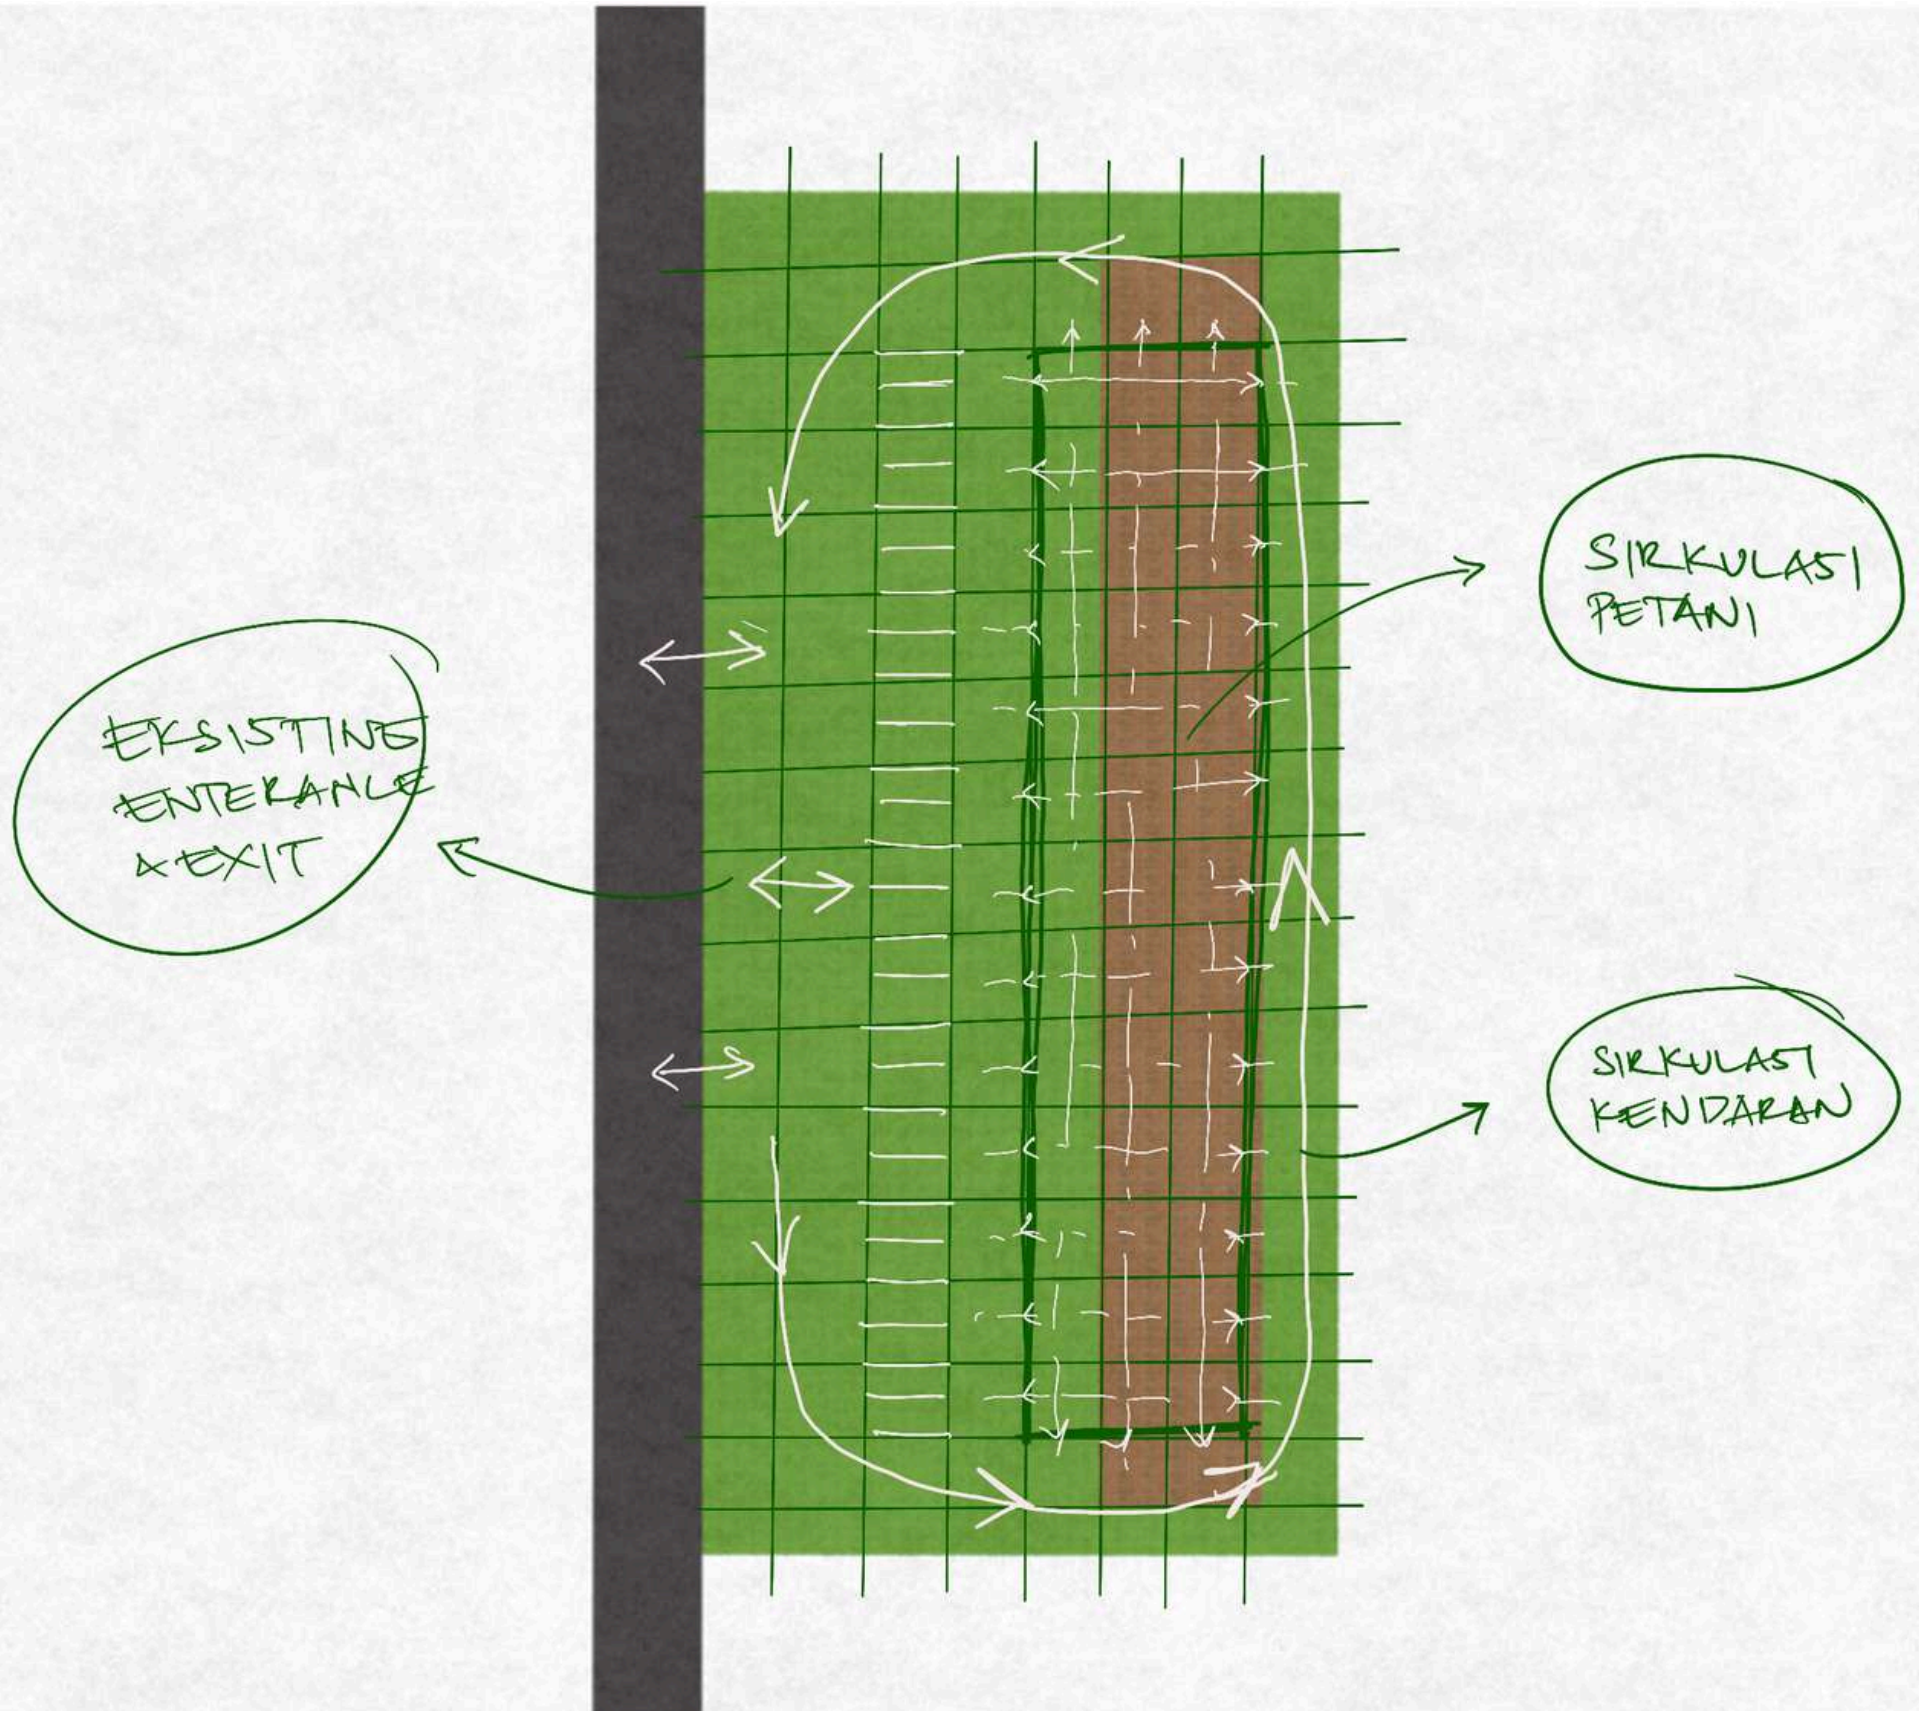 EKSISTING
ENTERANCE
& EXIT
SIRKULASI
PETANI
SIRKULASI
KENDARAN